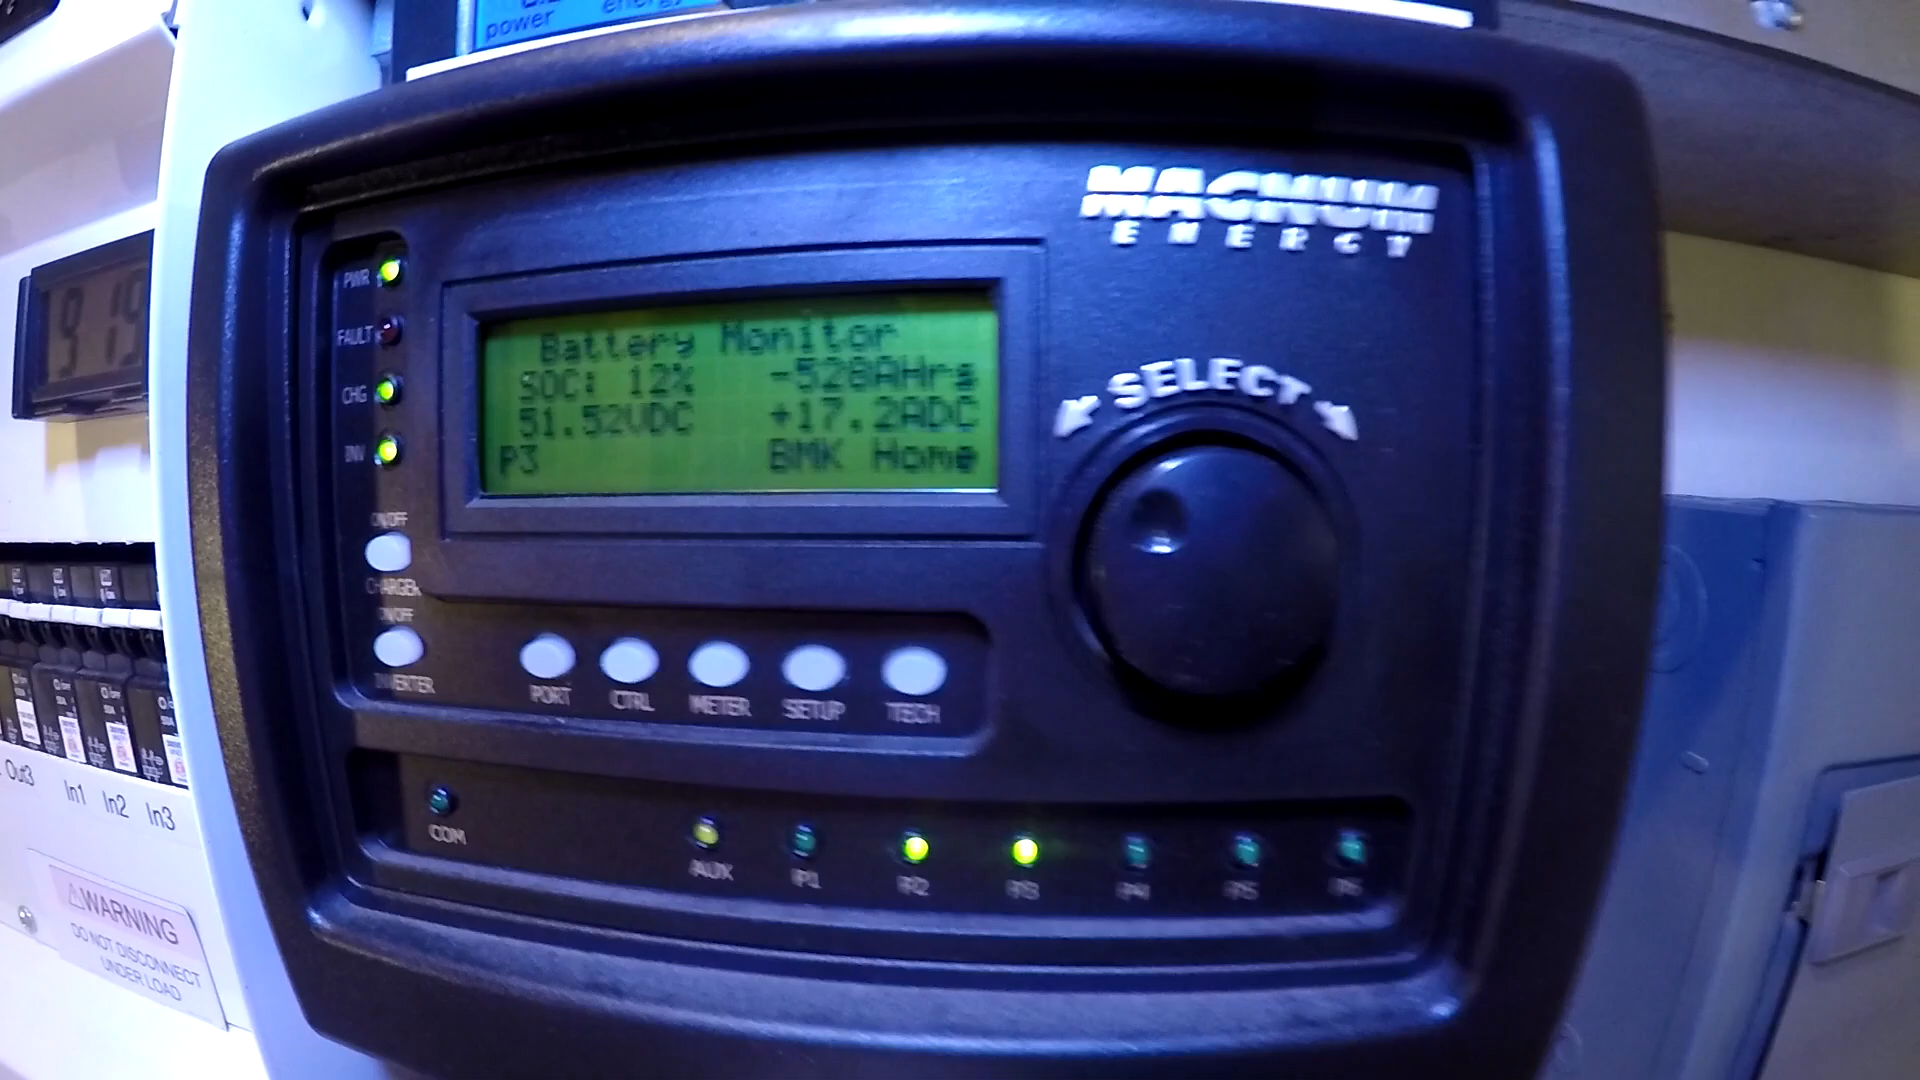 power energy
MAGNUM
ENERGY
919
PWR
FAULT
CHG
INV
Battery Monitor
SOC: 12% -528AHrs
51.52VDC +17.2ADC
P3 BMK Home
SELECT
ON/OFF
CHARGER
ON/OFF
INVERTER
PORT CTRL METER SETUP TECH
COM AUX P1 P2 P3 P4 P5 P6
Out3 In1 In2 In3
WARNING
DO NOT DISCONNECT
UNDER LOAD